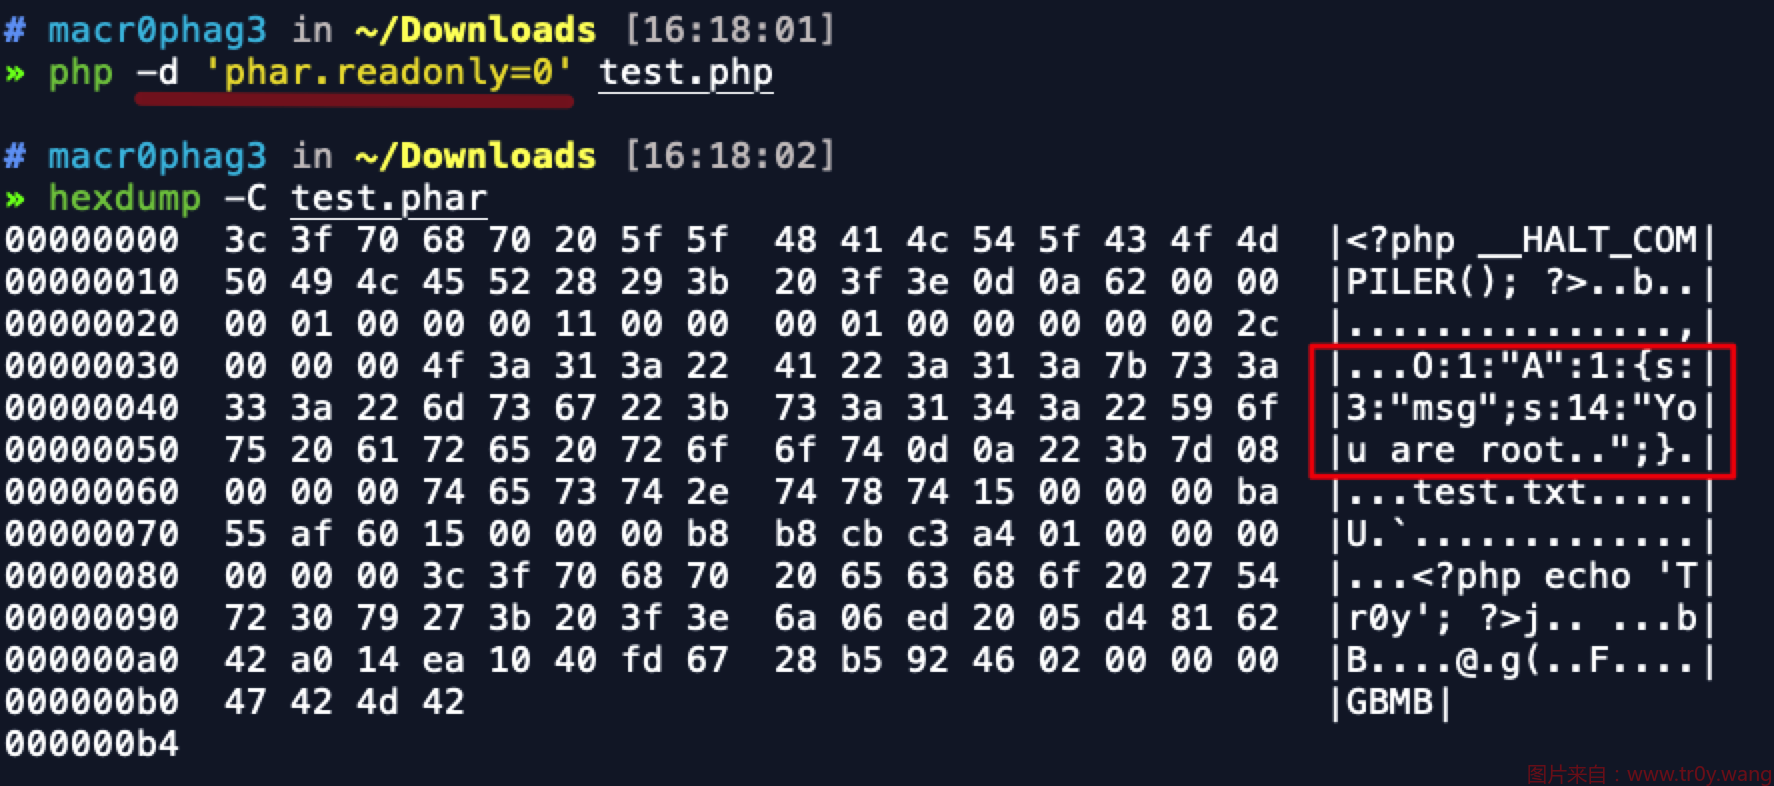 # macr0phag3 in ~/Downloads [16:18:01]
» php -d 'phar.readonly=0' test.php
# macr0phag3 in ~/Downloads [16:18:02]
» hexdump -C test.phar
00000000  3c 3f 70 68 70 20 5f 5f  48 41 4c 54 5f 43 4f 4d  |<?php __HALT_COM|
00000010  50 49 4c 45 52 28 29 3b  20 3f 3e 0d 0a 62 00 00  |PILER(); ?>..b..|
00000020  00 01 00 00 00 11 00 00  00 01 00 00 00 00 00 2c  |...............,|
00000030  00 00 00 4f 3a 31 3a 22  41 22 3a 31 3a 7b 73 3a  |...O:1:"A":1:{s:|
00000040  33 3a 22 6d 73 67 22 3b  73 3a 31 34 3a 22 59 6f  |3:"msg";s:14:"Yo|
00000050  75 20 61 72 65 20 72 6f  6f 74 0d 0a 22 3b 7d 08  |u are root..";}.|
00000060  00 00 00 74 65 73 74 2e  74 78 74 15 00 00 00 ba  |...test.txt.....|
00000070  55 af 60 15 00 00 00 b8  b8 cb c3 a4 01 00 00 00  |U.`.............|
00000080  00 00 00 3c 3f 70 68 70  20 65 63 68 6f 20 27 54  |...<?php echo 'T|
00000090  72 30 79 27 3b 20 3f 3e  6a 06 ed 20 05 d4 81 62  |r0y'; ?>j.. ...b|
000000a0  42 a0 14 ea 10 40 fd 67  28 b5 92 46 02 00 00 00  |B....@.g(..F....|
000000b0  47 42 4d 42  |GBMB|
000000b4
图片来自：www.tr0y.wang